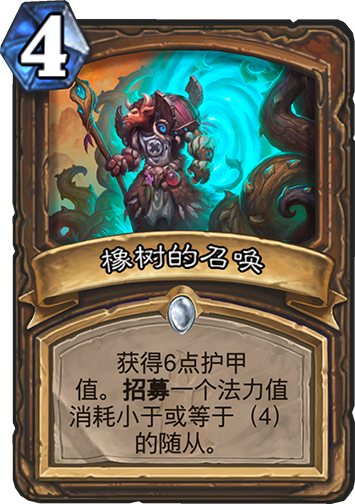 4
橡树的召唤
获得6点护甲
值。招募一个法力值
消耗小于或等于（4）
的随从。